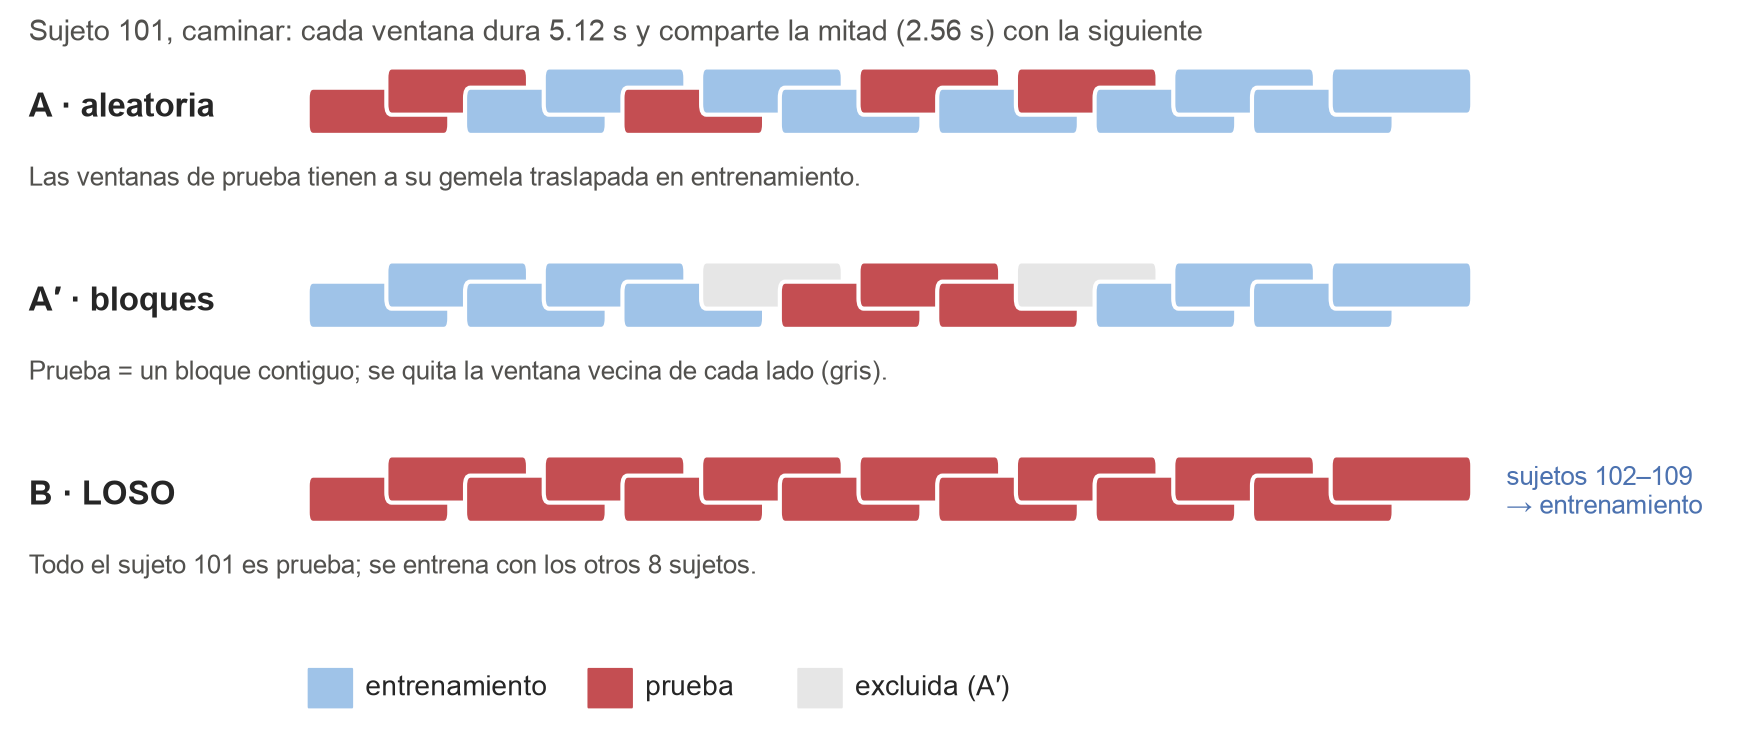 Sujeto 101, caminar: cada ventana dura 5.12 s y comparte la mitad (2.56 s) con la siguiente
A · aleatoria
Las ventanas de prueba tienen a su gemela traslapada en entrenamiento.
A′ · bloques
Prueba = un bloque contiguo; se quita la ventana vecina de cada lado (gris).
B · LOSO
sujetos 102–109
→ entrenamiento
Todo el sujeto 101 es prueba; se entrena con los otros 8 sujetos.
entrenamiento prueba excluida (A′)